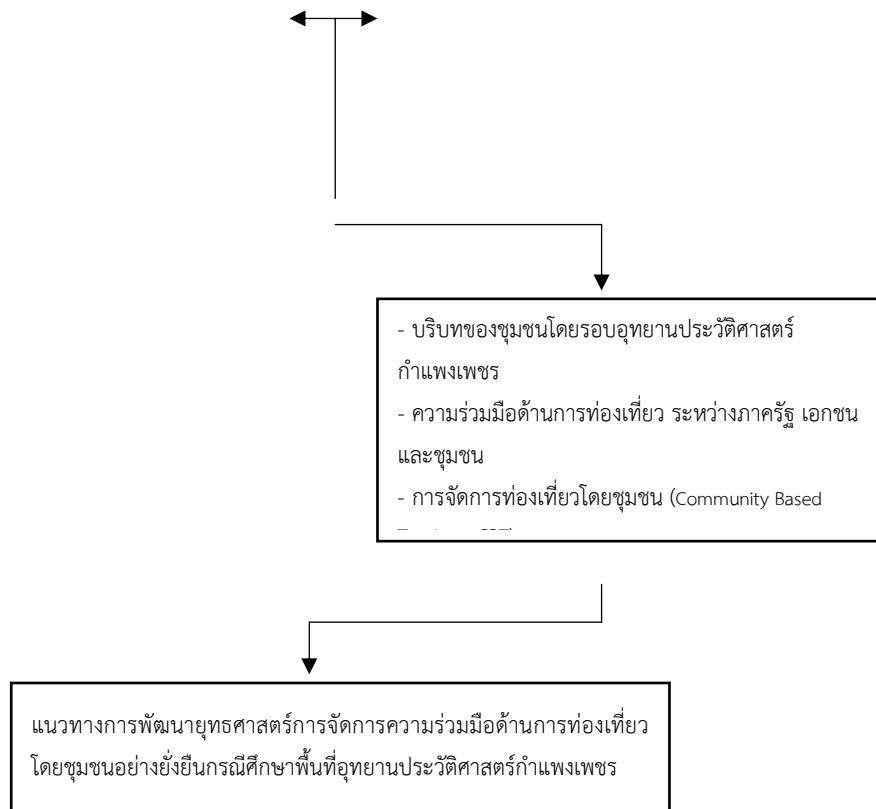 - บริบทของชุมชนโดยรอบอุทยานประวัติศาสตร์
กำแพงเพชร
- ความร่วมมือด้านการท่องเที่ยว ระหว่างภาครัฐ เอกชน
และชุมชน
- การจัดการท่องเที่ยวโดยชุมชน (Community Based
แนวทางการพัฒนายุทธศาสตร์การจัดการความร่วมมือด้านการท่องเที่ยว
โดยชุมชนอย่างยั่งยืนกรณีศึกษาพื้นที่อุทยานประวัติศาสตร์กำแพงเพชร